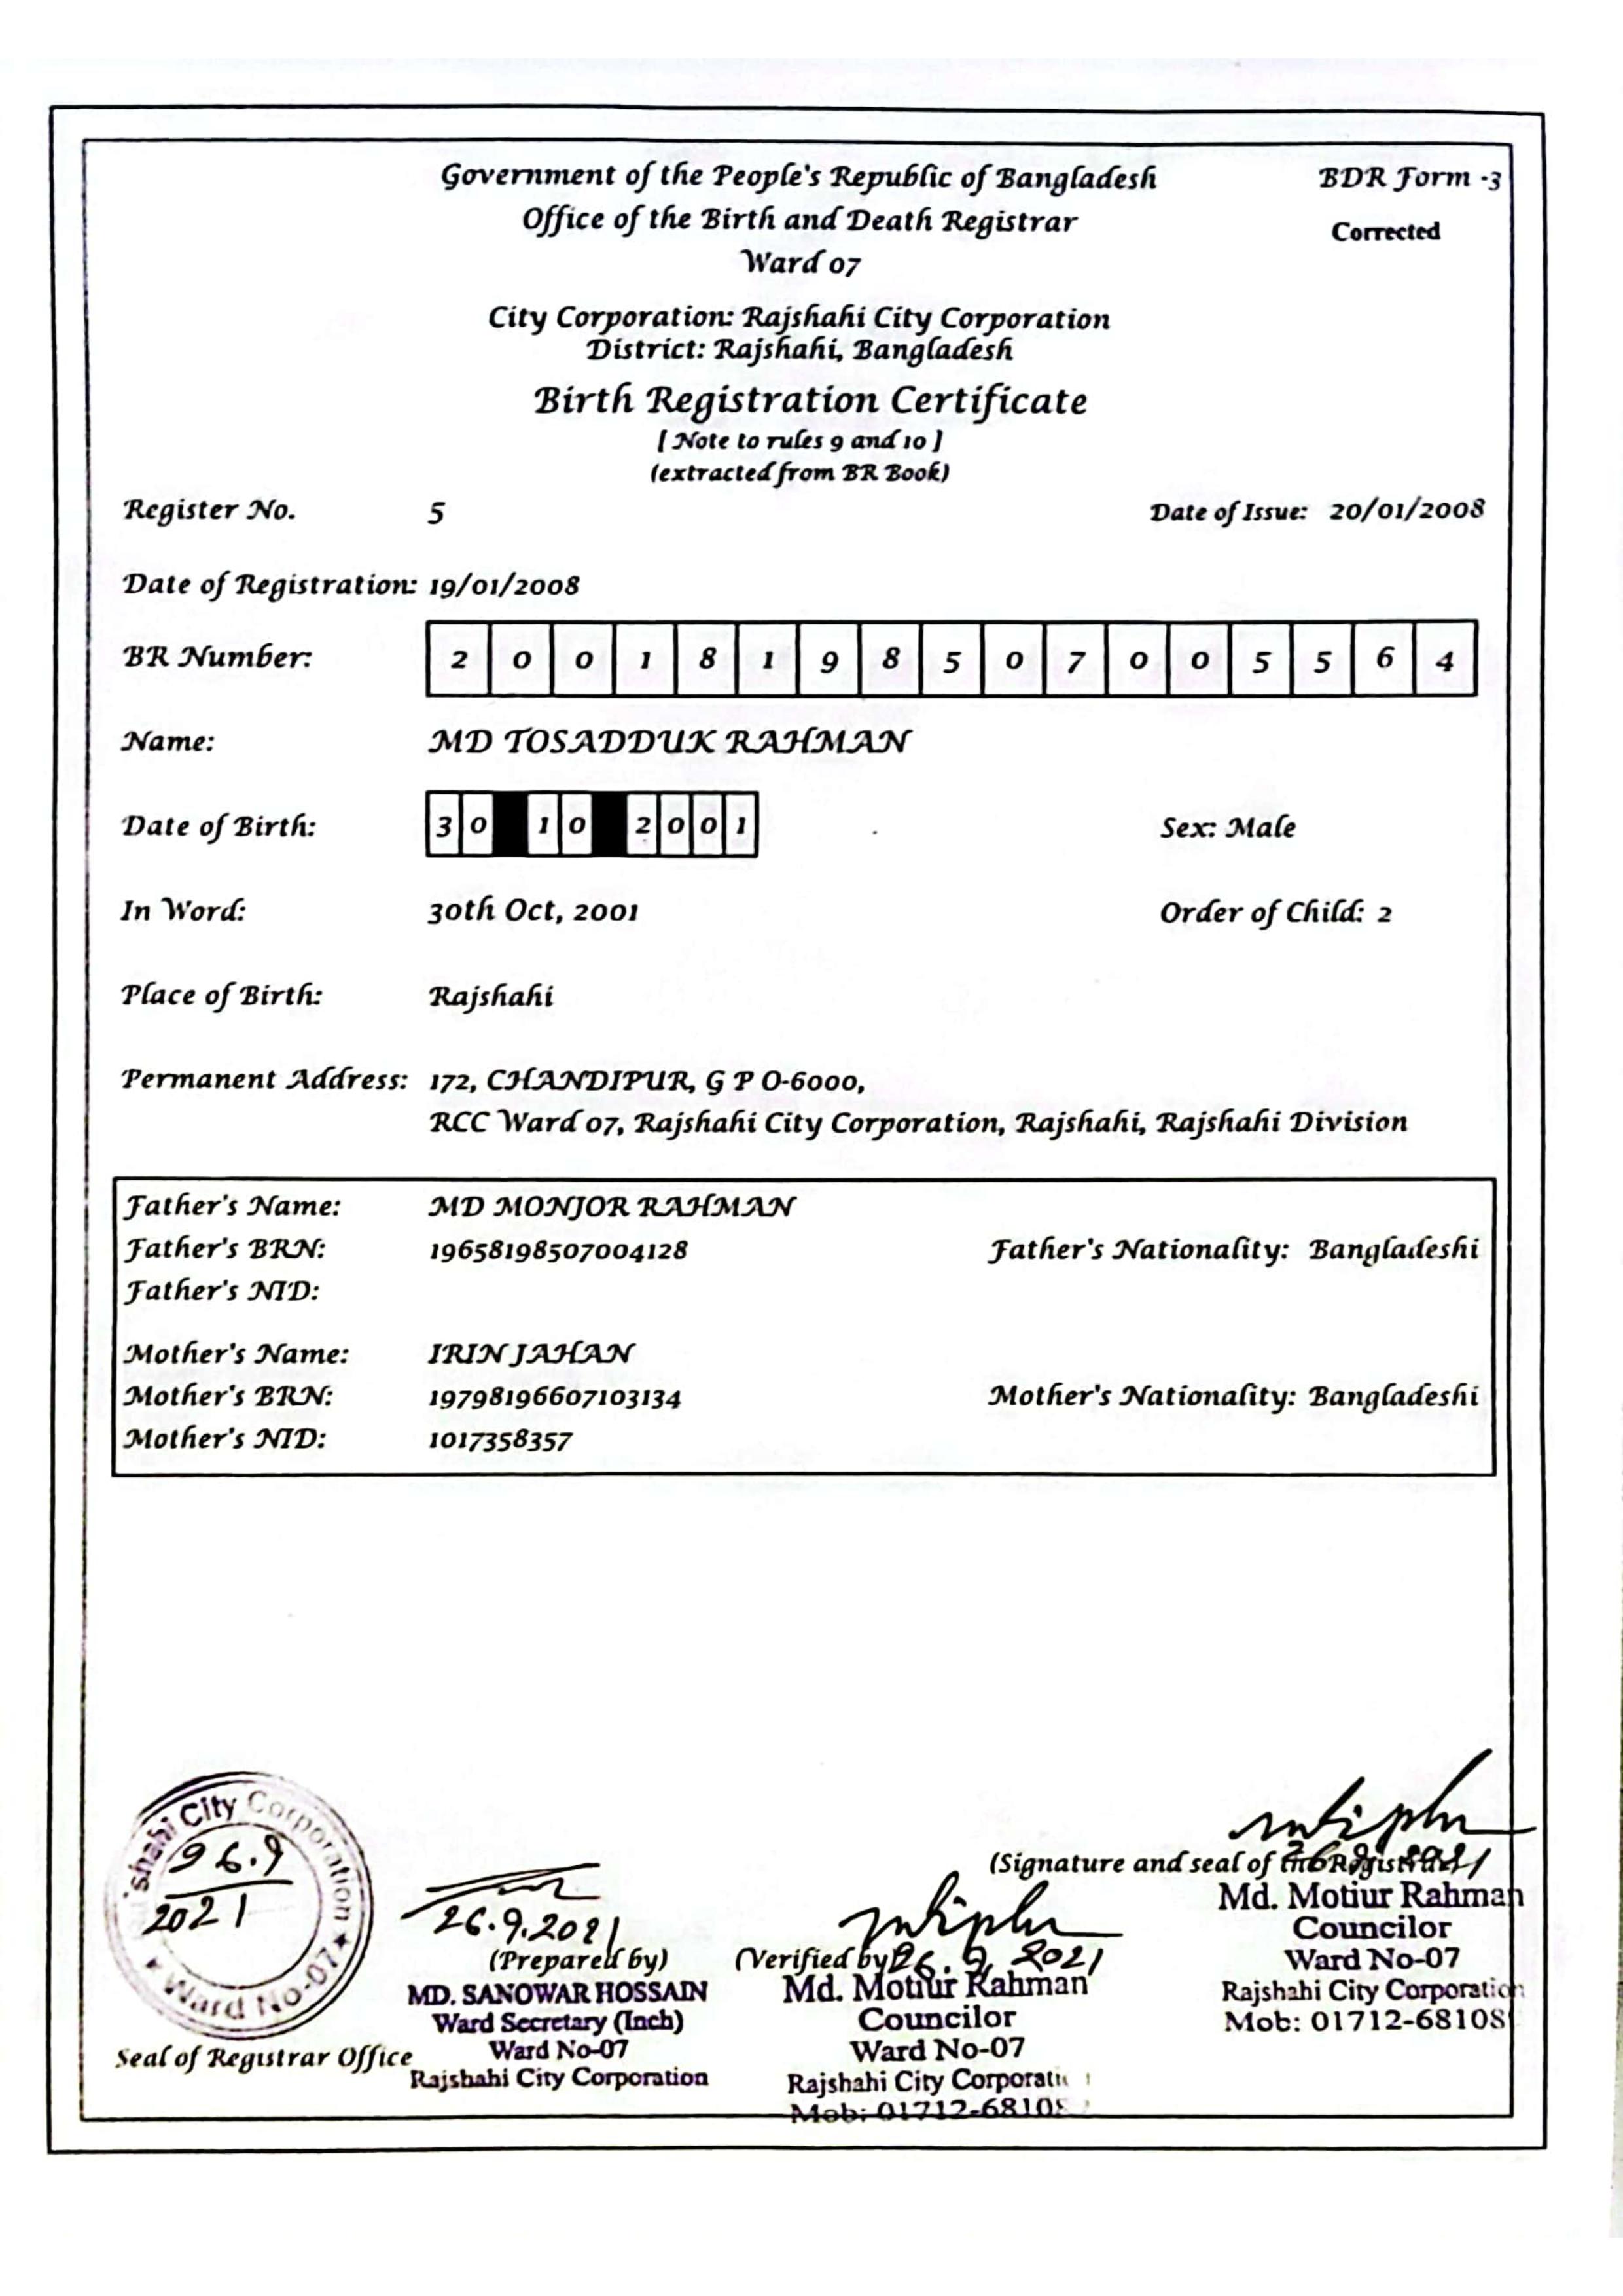 Government of the People's Republic of Bangladesh
BDR Form -3
Office of the Birth and Death Registrar
Corrected
Ward 07
City Corporation: Rajshahi City Corporation
District: Rajshahi, Bangladesh
Birth Registration Certificate
[ Note to rules 9 and 10 ]
(extracted from BR Book)
Register No. 5 Date of Issue: 20/01/2008
Date of Registration: 19/01/2008
BR Number: 2 0 0 1 8 1 9 8 5 0 7 0 0 5 5 6 4
Name: MD TOSADDUK RAHMAN
Date of Birth: 3 0 1 0 2 0 0 1 Sex: Male
In Word: 30th Oct, 2001 Order of Child: 2
Place of Birth: Rajshahi
Permanent Address: 172, CHANDIPUR, G P O-6000,
RCC Ward 07, Rajshahi City Corporation, Rajshahi, Rajshahi Division
Father's Name: MD MONJOR RAHMAN
Father's BRN: 19658198507004128 Father's Nationality: Bangladeshi
Father's NID:
Mother's Name: IRIN JAHAN
Mother's BRN: 19798196607103134 Mother's Nationality: Bangladeshi
Mother's NID: 1017358357
shahi City Corporation
Ward No-07
26.9
2021
Seal of Registrar Office
26.9.2021
(Prepared by)
MD. SANOWAR HOSSAIN
Ward Secretary (Inch)
Ward No-07
Rajshahi City Corporation
(Verified by)
26.9.2021
Md. Motiur Rahman
Councilor
Ward No-07
Rajshahi City Corporati
Mob: 01712-68108
(Signature and seal of the Registrar)
26.9.2021
Md. Motiur Rahman
Councilor
Ward No-07
Rajshahi City Corporation
Mob: 01712-68108